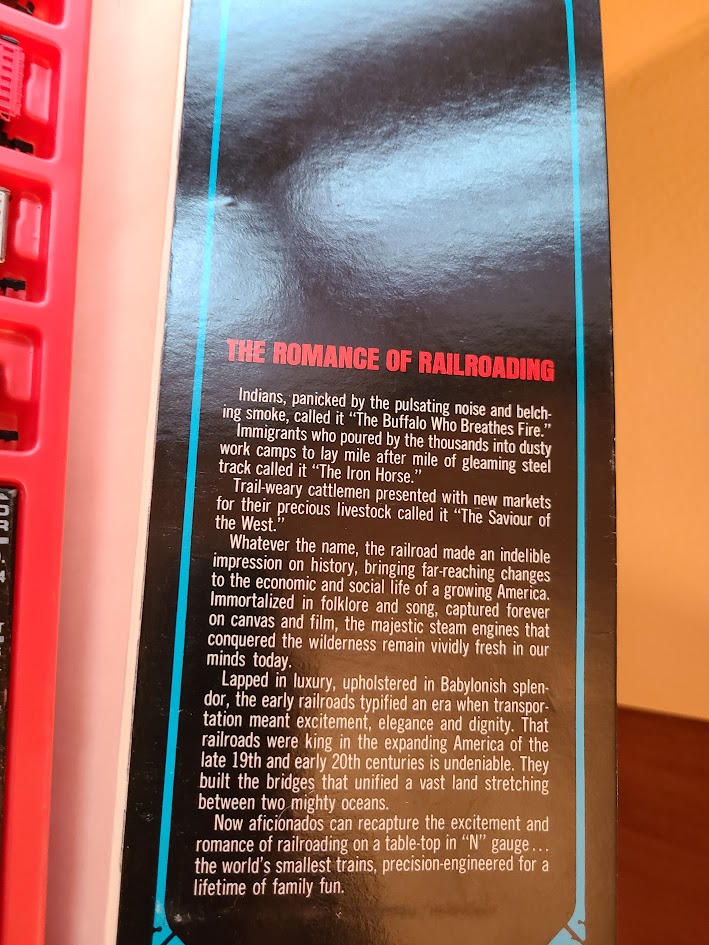 THE ROMANCE OF RAILROADING
Indians, panicked by the pulsating noise and belch-
ing smoke, called it "The Buffalo Who Breathes Fire."
Immigrants who poured by the thousands into dusty
work camps to lay mile after mile of gleaming steel
track called it "The Iron Horse."
Trail-weary cattlemen presented with new markets
for their precious livestock called it "The Saviour of
the West."
Whatever the name, the railroad made an indelible
impression on history, bringing far-reaching changes
to the economic and social life of a growing America.
Immortalized in folklore and song, captured forever
on canvas and film, the majestic steam engines that
conquered the wilderness remain vividly fresh in our
minds today.
Lapped in luxury, upholstered in Babylonish splen-
dor, the early railroads typified an era when transpor-
tation meant excitement, elegance and dignity. That
railroads were king in the expanding America of the
late 19th and early 20th centuries is undeniable. They
built the bridges that unified a vast land stretching
between two mighty oceans.
Now aficionados can recapture the excitement and
romance of railroading on a table-top in "N" gauge...
the world's smallest trains, precision-engineered for a
lifetime of family fun.